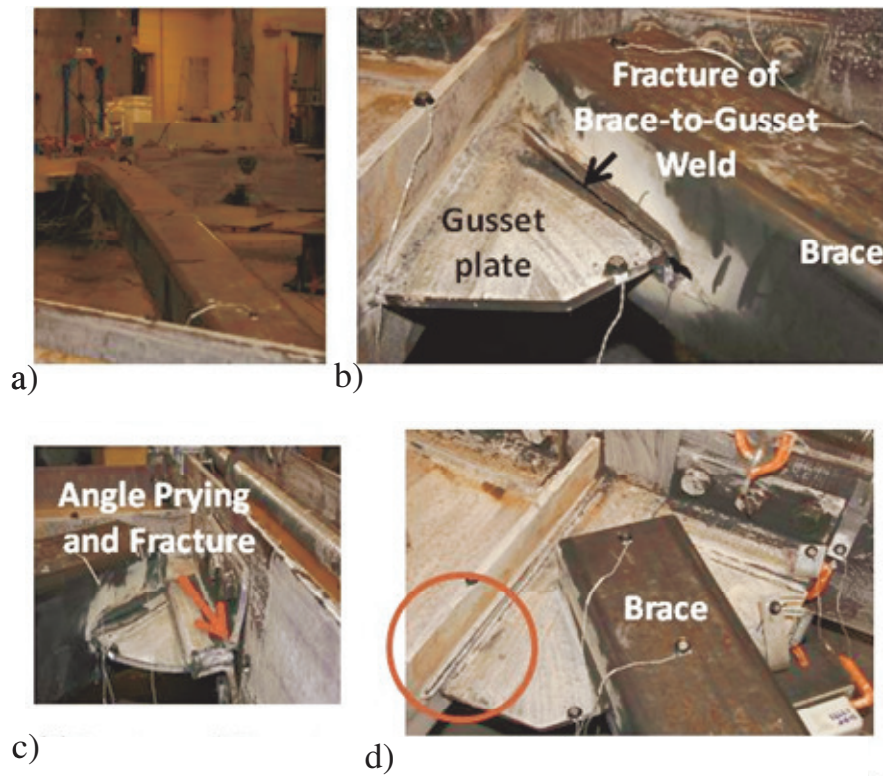 a)
b)
Fracture of
Brace-to-Gusset
Weld
Gusset
plate
Brace
c)
Angle Prying
and Fracture
d)
Brace